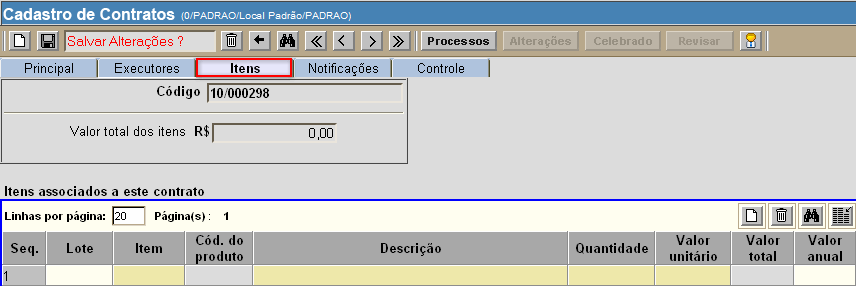 Cadastro de Contratos (0/PADRAO/Local Padrão/PADRAO)
Salvar Alterações ? Processos Alterações Celebrado Revisar
Principal Executores Itens Notificações Controle
Código 10/000298
Valor total dos itens R$ 0,00
Itens associados a este contrato
Linhas por página: 20 Página(s) : 1
Seq. Lote Item Cód. do produto Descrição Quantidade Valor unitário Valor total Valor anual
1